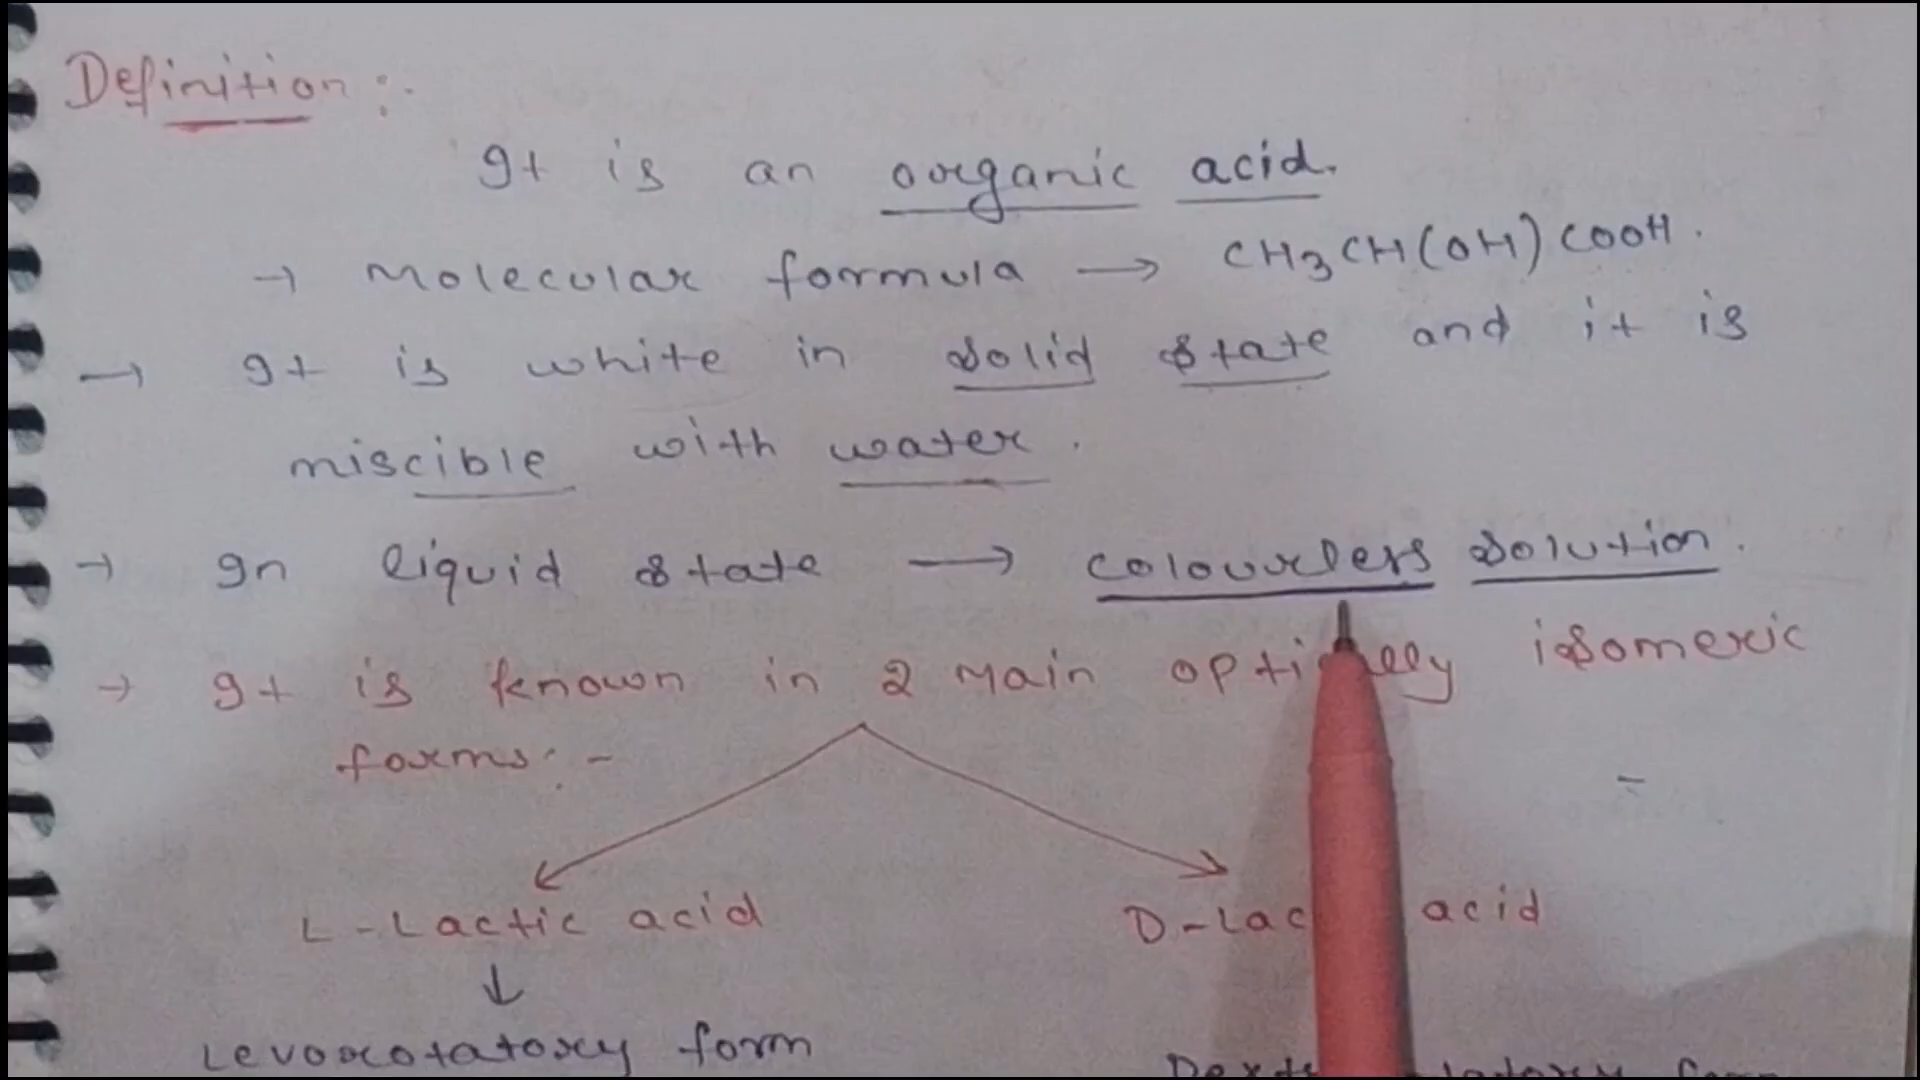 Definition :-
It is an organic acid.
→ Molecular formula → CH3CH(OH)COOH.
→ It is white in solid state and it is
miscible with water.
→ In liquid state → colourless solution.
→ It is known in 2 Main isomeric
forms :-
L-Lactic acid D- acid
↓
Levorotatory form